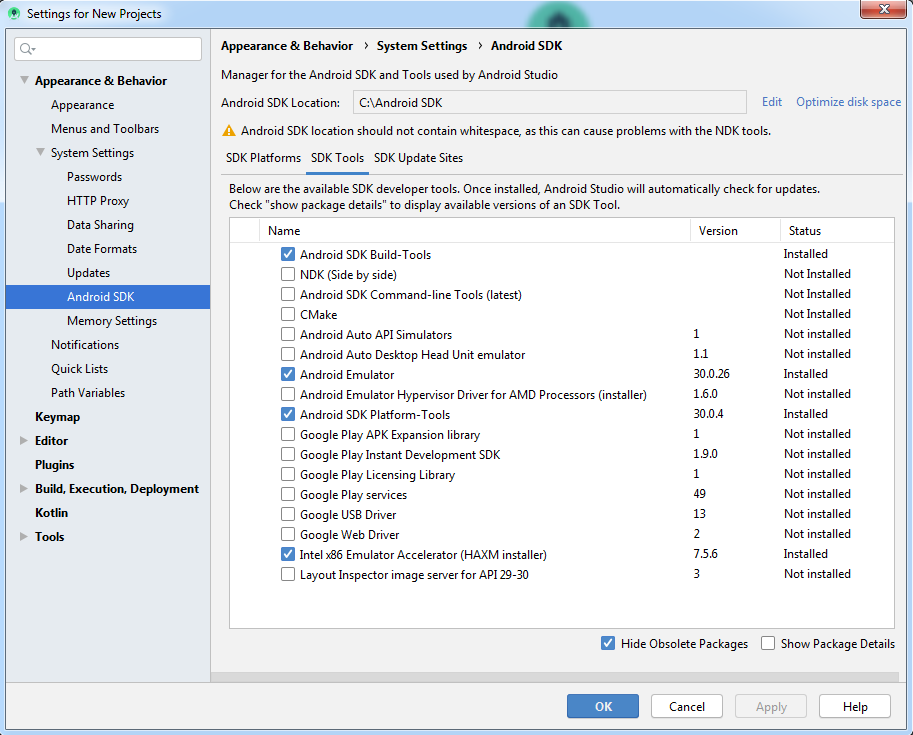 Settings for New Projects
Appearance & Behavior
Appearance
Menus and Toolbars
System Settings
Passwords
HTTP Proxy
Data Sharing
Date Formats
Updates
Android SDK
Memory Settings
Notifications
Quick Lists
Path Variables
Keymap
Editor
Plugins
Build, Execution, Deployment
Kotlin
Tools
Appearance & Behavior › System Settings › Android SDK
Manager for the Android SDK and Tools used by Android Studio
Android SDK Location: C:\Android SDK Edit Optimize disk space
Android SDK location should not contain whitespace, as this can cause problems with the NDK tools.
SDK Platforms SDK Tools SDK Update Sites
Below are the available SDK developer tools. Once installed, Android Studio will automatically check for updates.
Check "show package details" to display available versions of an SDK Tool.
Name Version Status
Android SDK Build-Tools Installed
NDK (Side by side) Not Installed
Android SDK Command-line Tools (latest) Not Installed
CMake Not Installed
Android Auto API Simulators 1 Not installed
Android Auto Desktop Head Unit emulator 1.1 Not installed
Android Emulator 30.0.26 Installed
Android Emulator Hypervisor Driver for AMD Processors (installer) 1.6.0 Not installed
Android SDK Platform-Tools 30.0.4 Installed
Google Play APK Expansion library 1 Not installed
Google Play Instant Development SDK 1.9.0 Not installed
Google Play Licensing Library 1 Not installed
Google Play services 49 Not installed
Google USB Driver 13 Not installed
Google Web Driver 2 Not installed
Intel x86 Emulator Accelerator (HAXM installer) 7.5.6 Installed
Layout Inspector image server for API 29-30 3 Not installed
Hide Obsolete Packages Show Package Details
OK Cancel Apply Help